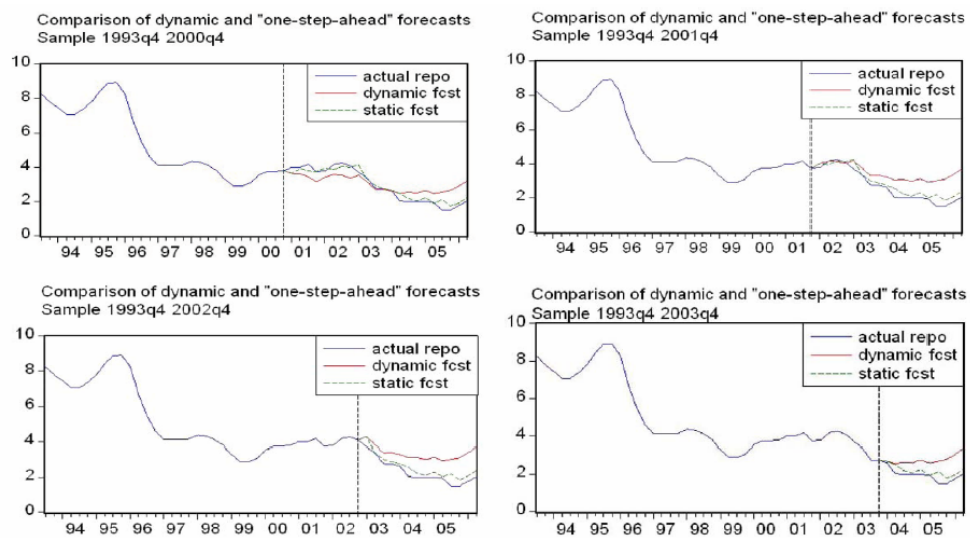 Comparison of dynamic and "one-step-ahead" forecasts
Sample 1993q4 2000q4
10
8
6
4
2
0
actual repo
dynamic fcst
static fcst
94 95 96 97 98 99 00 01 02 03 04 05
Comparison of dynamic and "one-step-ahead" forecasts
Sample 1993q4 2001q4
10
8
6
4
2
0
actual repo
dynamic fcst
static fcst
94 95 96 97 98 99 00 01 02 03 04 05
Comparison of dynamic and "one-step-ahead" forecasts
Sample 1993q4 2002q4
10
8
6
4
2
0
actual repo
dynamic fcst
static fcst
94 95 96 97 98 99 00 01 02 03 04 05
Comparison of dynamic and "one-step-ahead" forecasts
Sample 1993q4 2003q4
10
8
6
4
2
0
actual repo
dynamic fcst
static fcst
94 95 96 97 98 99 00 01 02 03 04 05